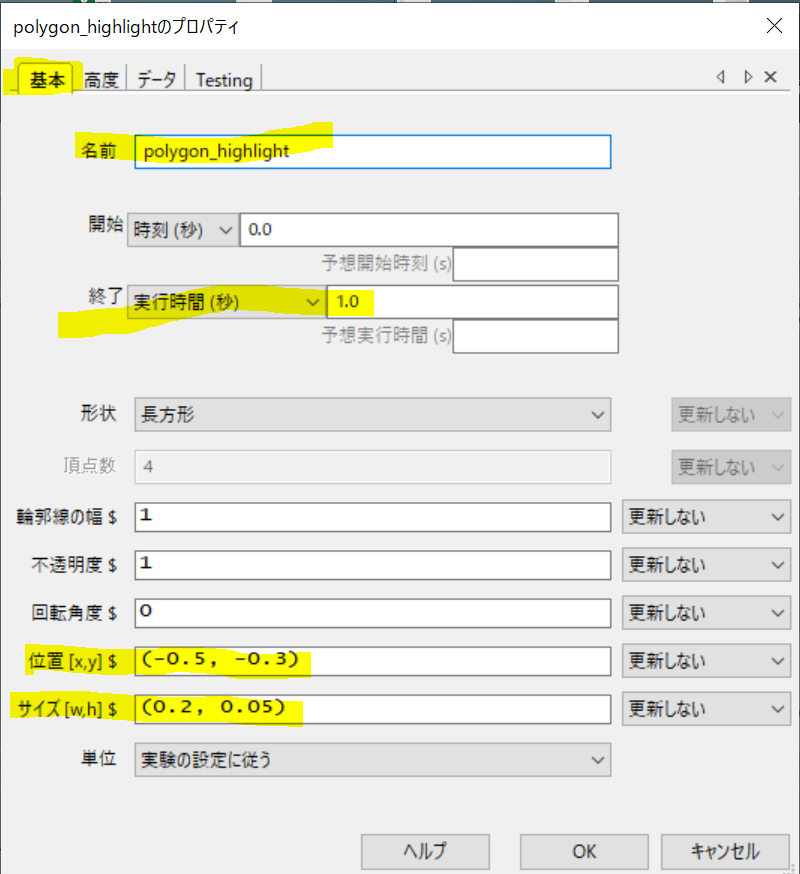 polygon_highlightのプロパティ
基本 高度 データ Testing
名前 polygon_highlight
開始 時刻 (秒) 0.0
予想開始時刻 (s)
終了 実行時間 (秒) 1.0
予想実行時間 (s)
形状 長方形 更新しない
頂点数 4 更新しない
輪郭線の幅 $ 1 更新しない
不透明度 $ 1 更新しない
回転角度 $ 0 更新しない
位置 [x,y] $ (-0.5, -0.3) 更新しない
サイズ [w,h] $ (0.2, 0.05) 更新しない
単位 実験の設定に従う
ヘルプ OK キャンセル